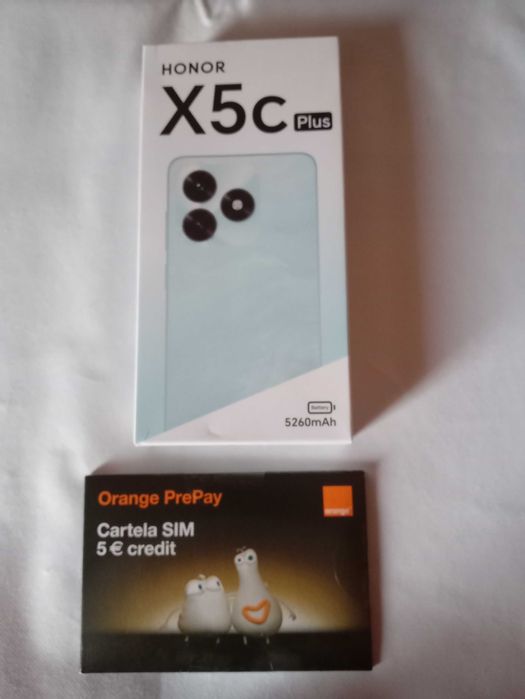 HONOR
X5c Plus
Battery
5260mAh
Orange PrePay
orange
Cartela SIM
5 € credit